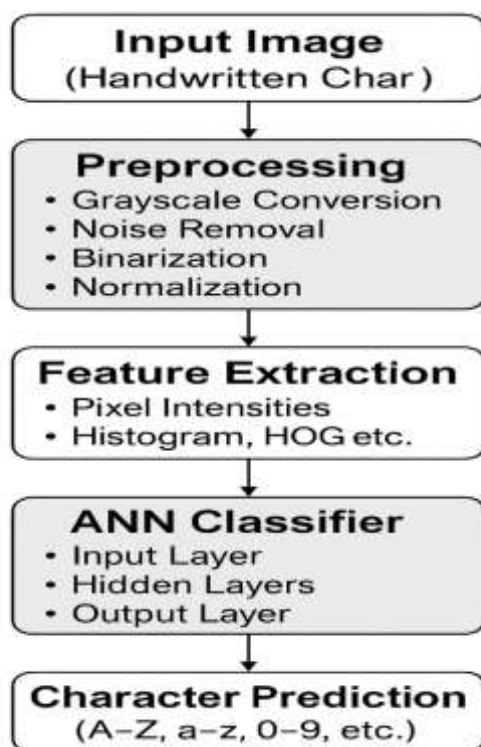 Input Image
(Handwritten Char)
Preprocessing
• Grayscale Conversion
• Noise Removal
• Binarization
• Normalization
Feature Extraction
• Pixel Intensities
• Histogram, HOG etc.
ANN Classifier
• Input Layer
• Hidden Layers
• Output Layer
Character Prediction
(A–Z, a–z, 0–9, etc.)